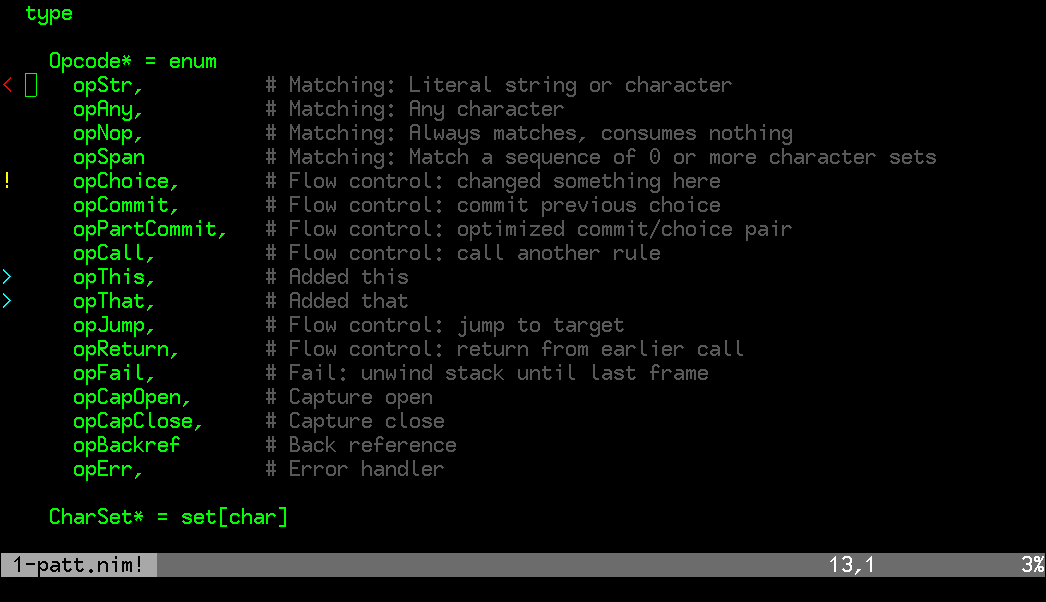 type
Opcode* = enum
< opStr, # Matching: Literal string or character
opAny, # Matching: Any character
opNop, # Matching: Always matches, consumes nothing
opSpan # Matching: Match a sequence of 0 or more character sets
! opChoice, # Flow control: changed something here
opCommit, # Flow control: commit previous choice
opPartCommit, # Flow control: optimized commit/choice pair
opCall, # Flow control: call another rule
> opThis, # Added this
> opThat, # Added that
opJump, # Flow control: jump to target
opReturn, # Flow control: return from earlier call
opFail, # Fail: unwind stack until last frame
opCapOpen, # Capture open
opCapClose, # Capture close
opBackref # Back reference
opErr, # Error handler
CharSet* = set[char]
1-patt.nim! 13,1 3%